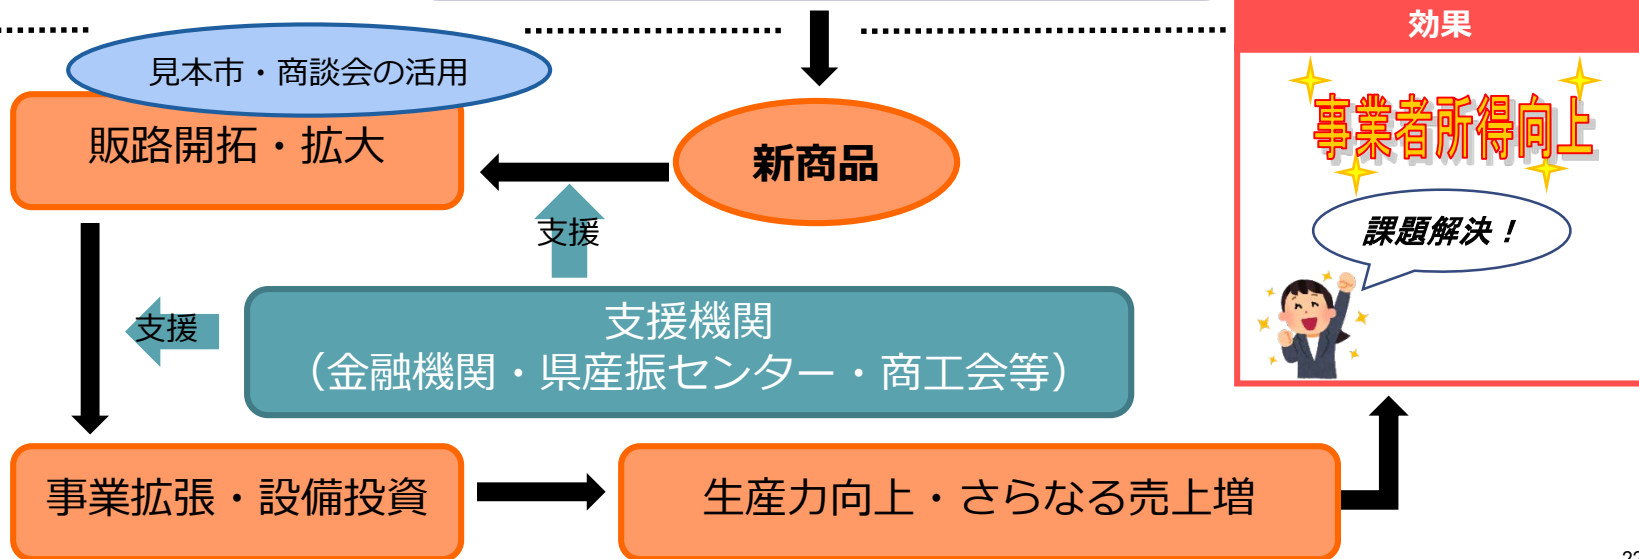 効果
見本市・商談会の活用
販路開拓・拡大
新商品
事業者所得向上
課題解決！
支援
支援
支援機関
（金融機関・県産振センター・商工会等）
事業拡張・設備投資
生産力向上・さらなる売上増